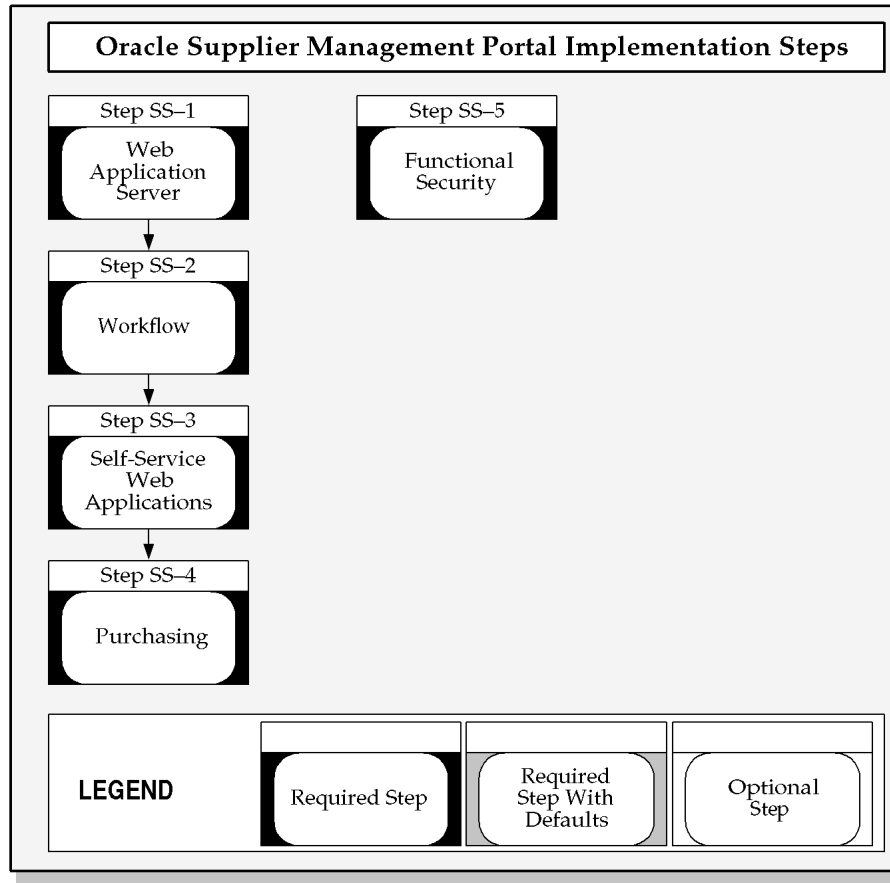 Oracle Supplier Management Portal Implementation Steps
Step SS–1
Web
Application
Server
Step SS–2
Workflow
Step SS–3
Self-Service
Web
Applications
Step SS–4
Purchasing
Step SS–5
Functional
Security
LEGEND
Required Step
Required
Step With
Defaults
Optional
Step